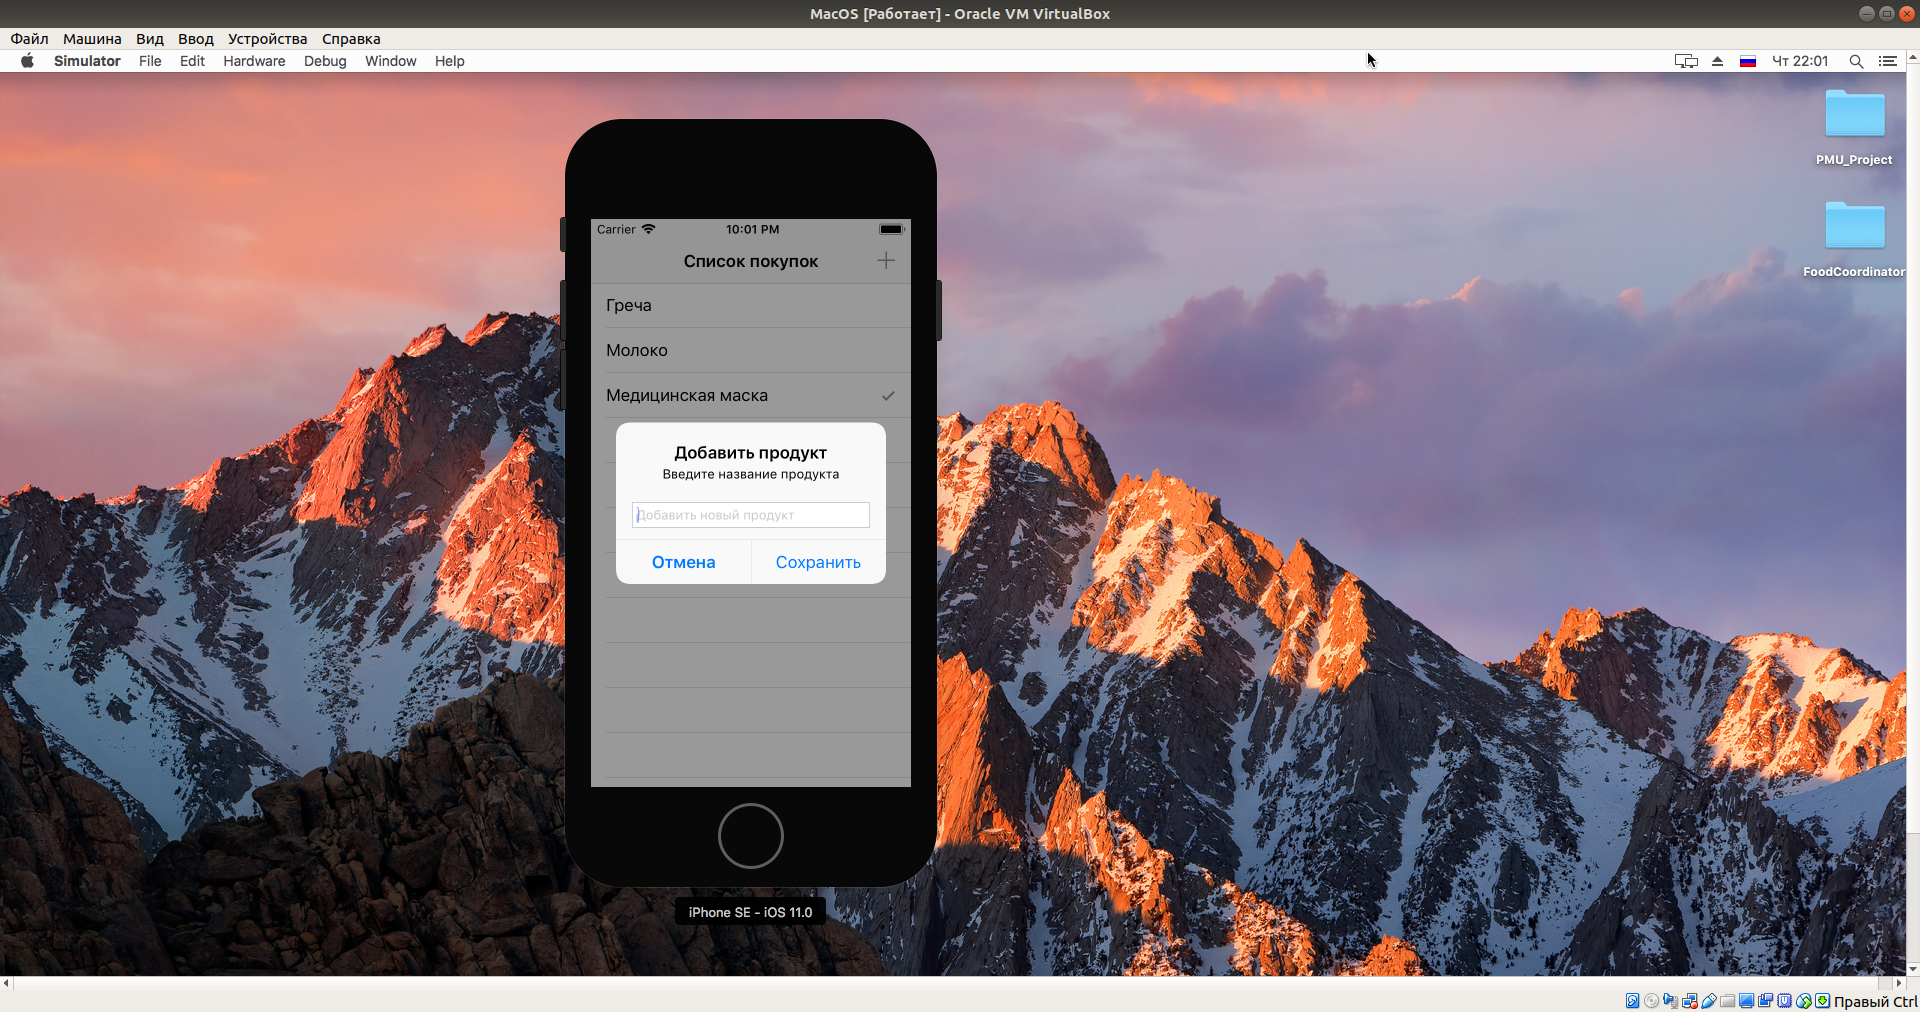 MacOS [Работает] - Oracle VM VirtualBox
Файл Машина Вид Ввод Устройства Справка
Simulator File Edit Hardware Debug Window Help Чт 22:01
PMU_Project
FoodCoordinator
Carrier 10:01 PM
Список покупок
Греча
Молоко
Медицинская маска
Добавить продукт
Введите название продукта
Добавить новый продукт
Отмена Сохранить
iPhone SE - iOS 11.0
Правый Ctrl